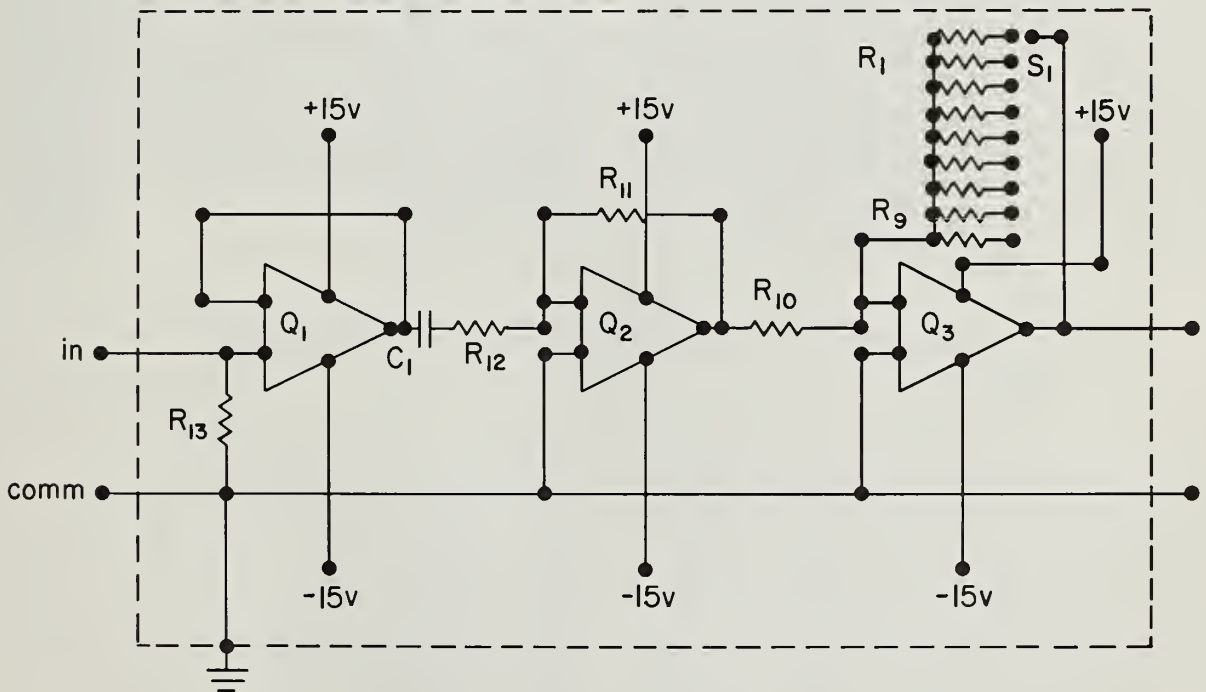 R1
S1
+15v
+15v
+15v
R11
R9
Q1
Q2
R10
Q3
in
C1
R12
R13
comm
-15v
-15v
-15v